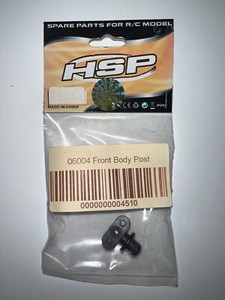 SPARE PARTS FOR R/C MODEL
HSP
MADE IN CHINA
06004 Front Body Post
0000000004510